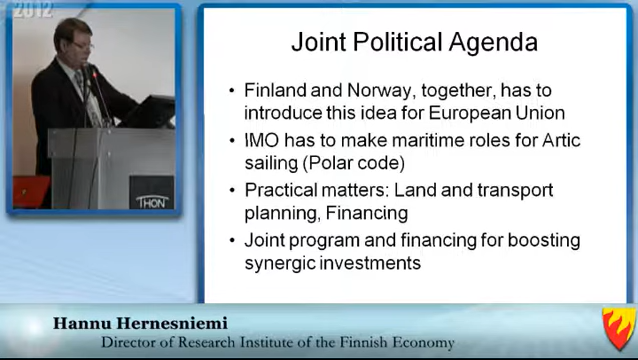 2012
Joint Political Agenda
• Finland and Norway, together, has to
introduce this idea for European Union
• IMO has to make maritime roles for Artic
sailing (Polar code)
• Practical matters: Land and transport
planning, Financing
• Joint program and financing for boosting
synergic investments
THON
Hannu Hernesniemi
Director of Research Institute of the Finnish Economy